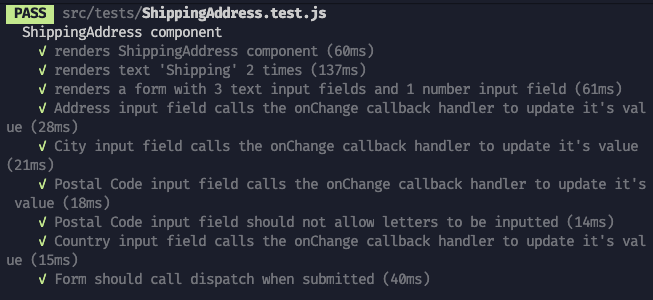 PASS src/tests/ShippingAddress.test.js
ShippingAddress component
✓ renders ShippingAddress component (60ms)
✓ renders text 'Shipping' 2 times (137ms)
✓ renders a form with 3 text input fields and 1 number input field (61ms)
✓ Address input field calls the onChange callback handler to update it's val
ue (28ms)
✓ City input field calls the onChange callback handler to update it's value
(21ms)
✓ Postal Code input field calls the onChange callback handler to update it's
value (18ms)
✓ Postal Code input field should not allow letters to be inputted (14ms)
✓ Country input field calls the onChange callback handler to update it's val
ue (15ms)
✓ Form should call dispatch when submitted (40ms)